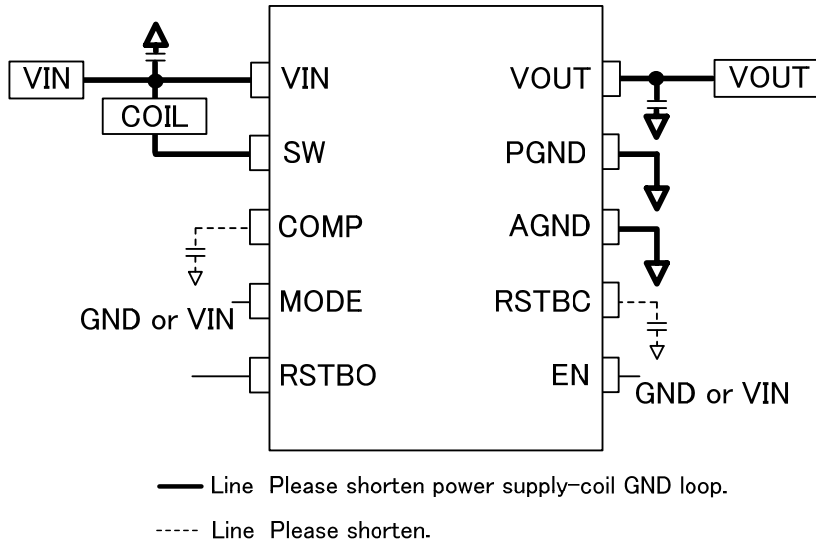 VIN
COIL
VIN
SW
COMP
MODE
RSTBO
GND or VIN
VOUT
PGND
AGND
RSTBC
EN
VOUT
GND or VIN
Line Please shorten power supply-coil GND loop.
Line Please shorten.